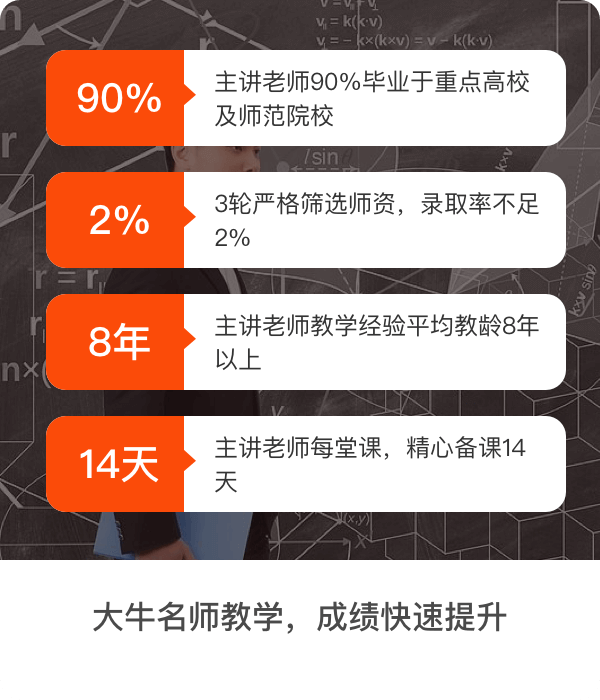 v = v∥ + v⊥
v∥ = k(k·v)
v⊥ = − k×(k×v) = v − k(k·v)
90%
主讲老师90%毕业于重点高校
及师范院校
2%
3轮严格筛选师资，录取率不足
2%
8年
主讲老师教学经验平均教龄8年
以上
14天
主讲老师每堂课，精心备课14
天
大牛名师教学，成绩快速提升